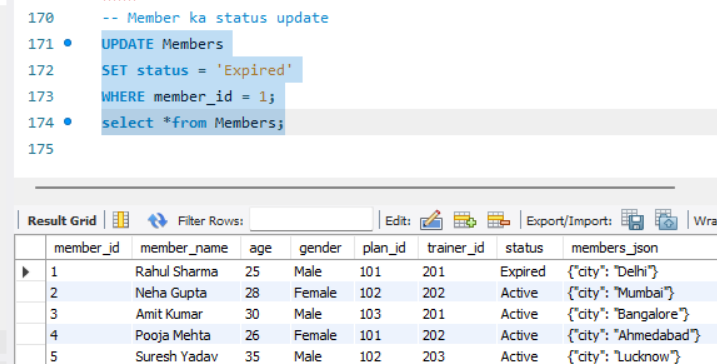 170 -- Member ka status update
171 UPDATE Members
172 SET status = 'Expired'
173 WHERE member_id = 1;
174 select *from Members;
175
Result Grid Filter Rows: Edit: Export/Import: Wra
member_id member_name age gender plan_id trainer_id status members_json
1 Rahul Sharma 25 Male 101 201 Expired {"city": "Delhi"}
2 Neha Gupta 28 Female 102 202 Active {"city": "Mumbai"}
3 Amit Kumar 30 Male 103 201 Active {"city": "Bangalore"}
4 Pooja Mehta 26 Female 101 202 Active {"city": "Ahmedabad"}
5 Suresh Yadav 35 Male 102 203 Active {"city": "Lucknow"}